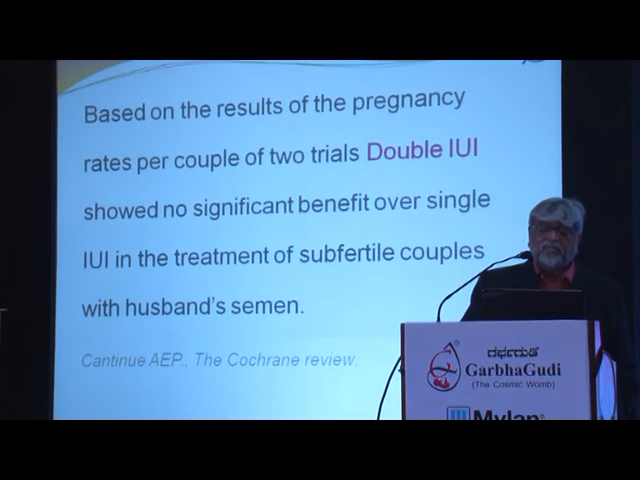 Based on the results of the pregnancy
rates per couple of two trials Double IUI
showed no significant benefit over single
IUI in the treatment of subfertile couples
with husband's semen.
Cantinue AEP., The Cochrane review.
ಗರ್ಭಗುಡಿ
GarbhaGudi
(The Cosmic Womb)
Mylan